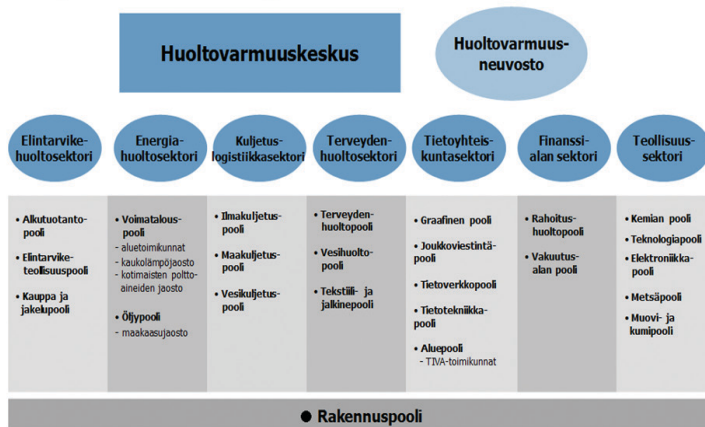 Huoltovarmuuskeskus
Huoltovarmuus-
neuvosto
Elintarvike-
huoltosektori
Energia-
huoltosektori
Kuljetus-
logistiikkasektori
Terveyden-
huoltosektori
Tietoyhteis-
kuntasektori
Finanssi-
alan sektori
Teollisuus-
sektori
• Alkutuotanto-
pooli
• Elintarvike-
teollisuuspooli
• Kauppa ja
jakelupooli
• Voimatalous-
pooli
- aluetoimikunnat
- kaukolämpöjaosto
- kotimaisten poltto-
aineiden jaosto
• Öljypooli
- maakaasujaosto
• Ilmakuljetus-
pooli
• Maakuljetus-
pooli
• Vesikuljetus-
pooli
• Terveyden-
huoltopooli
• Vesihuolto-
pooli
• Tekstiili- ja
jalkinepooli
• Graafinen pooli
• Joukkoviestintä-
pooli
• Tietoverkkopooli
• Tietotekniikka-
pooli
• Aluepooli
- TIVA-toimikunnat
• Rahoitus-
huoltopooli
• Vakuutus-
alan pooli
• Kemian pooli
• Teknologiapooli
• Elektroniikka-
pooli
• Metsäpooli
• Muovi- ja
kumipooli
● Rakennuspooli